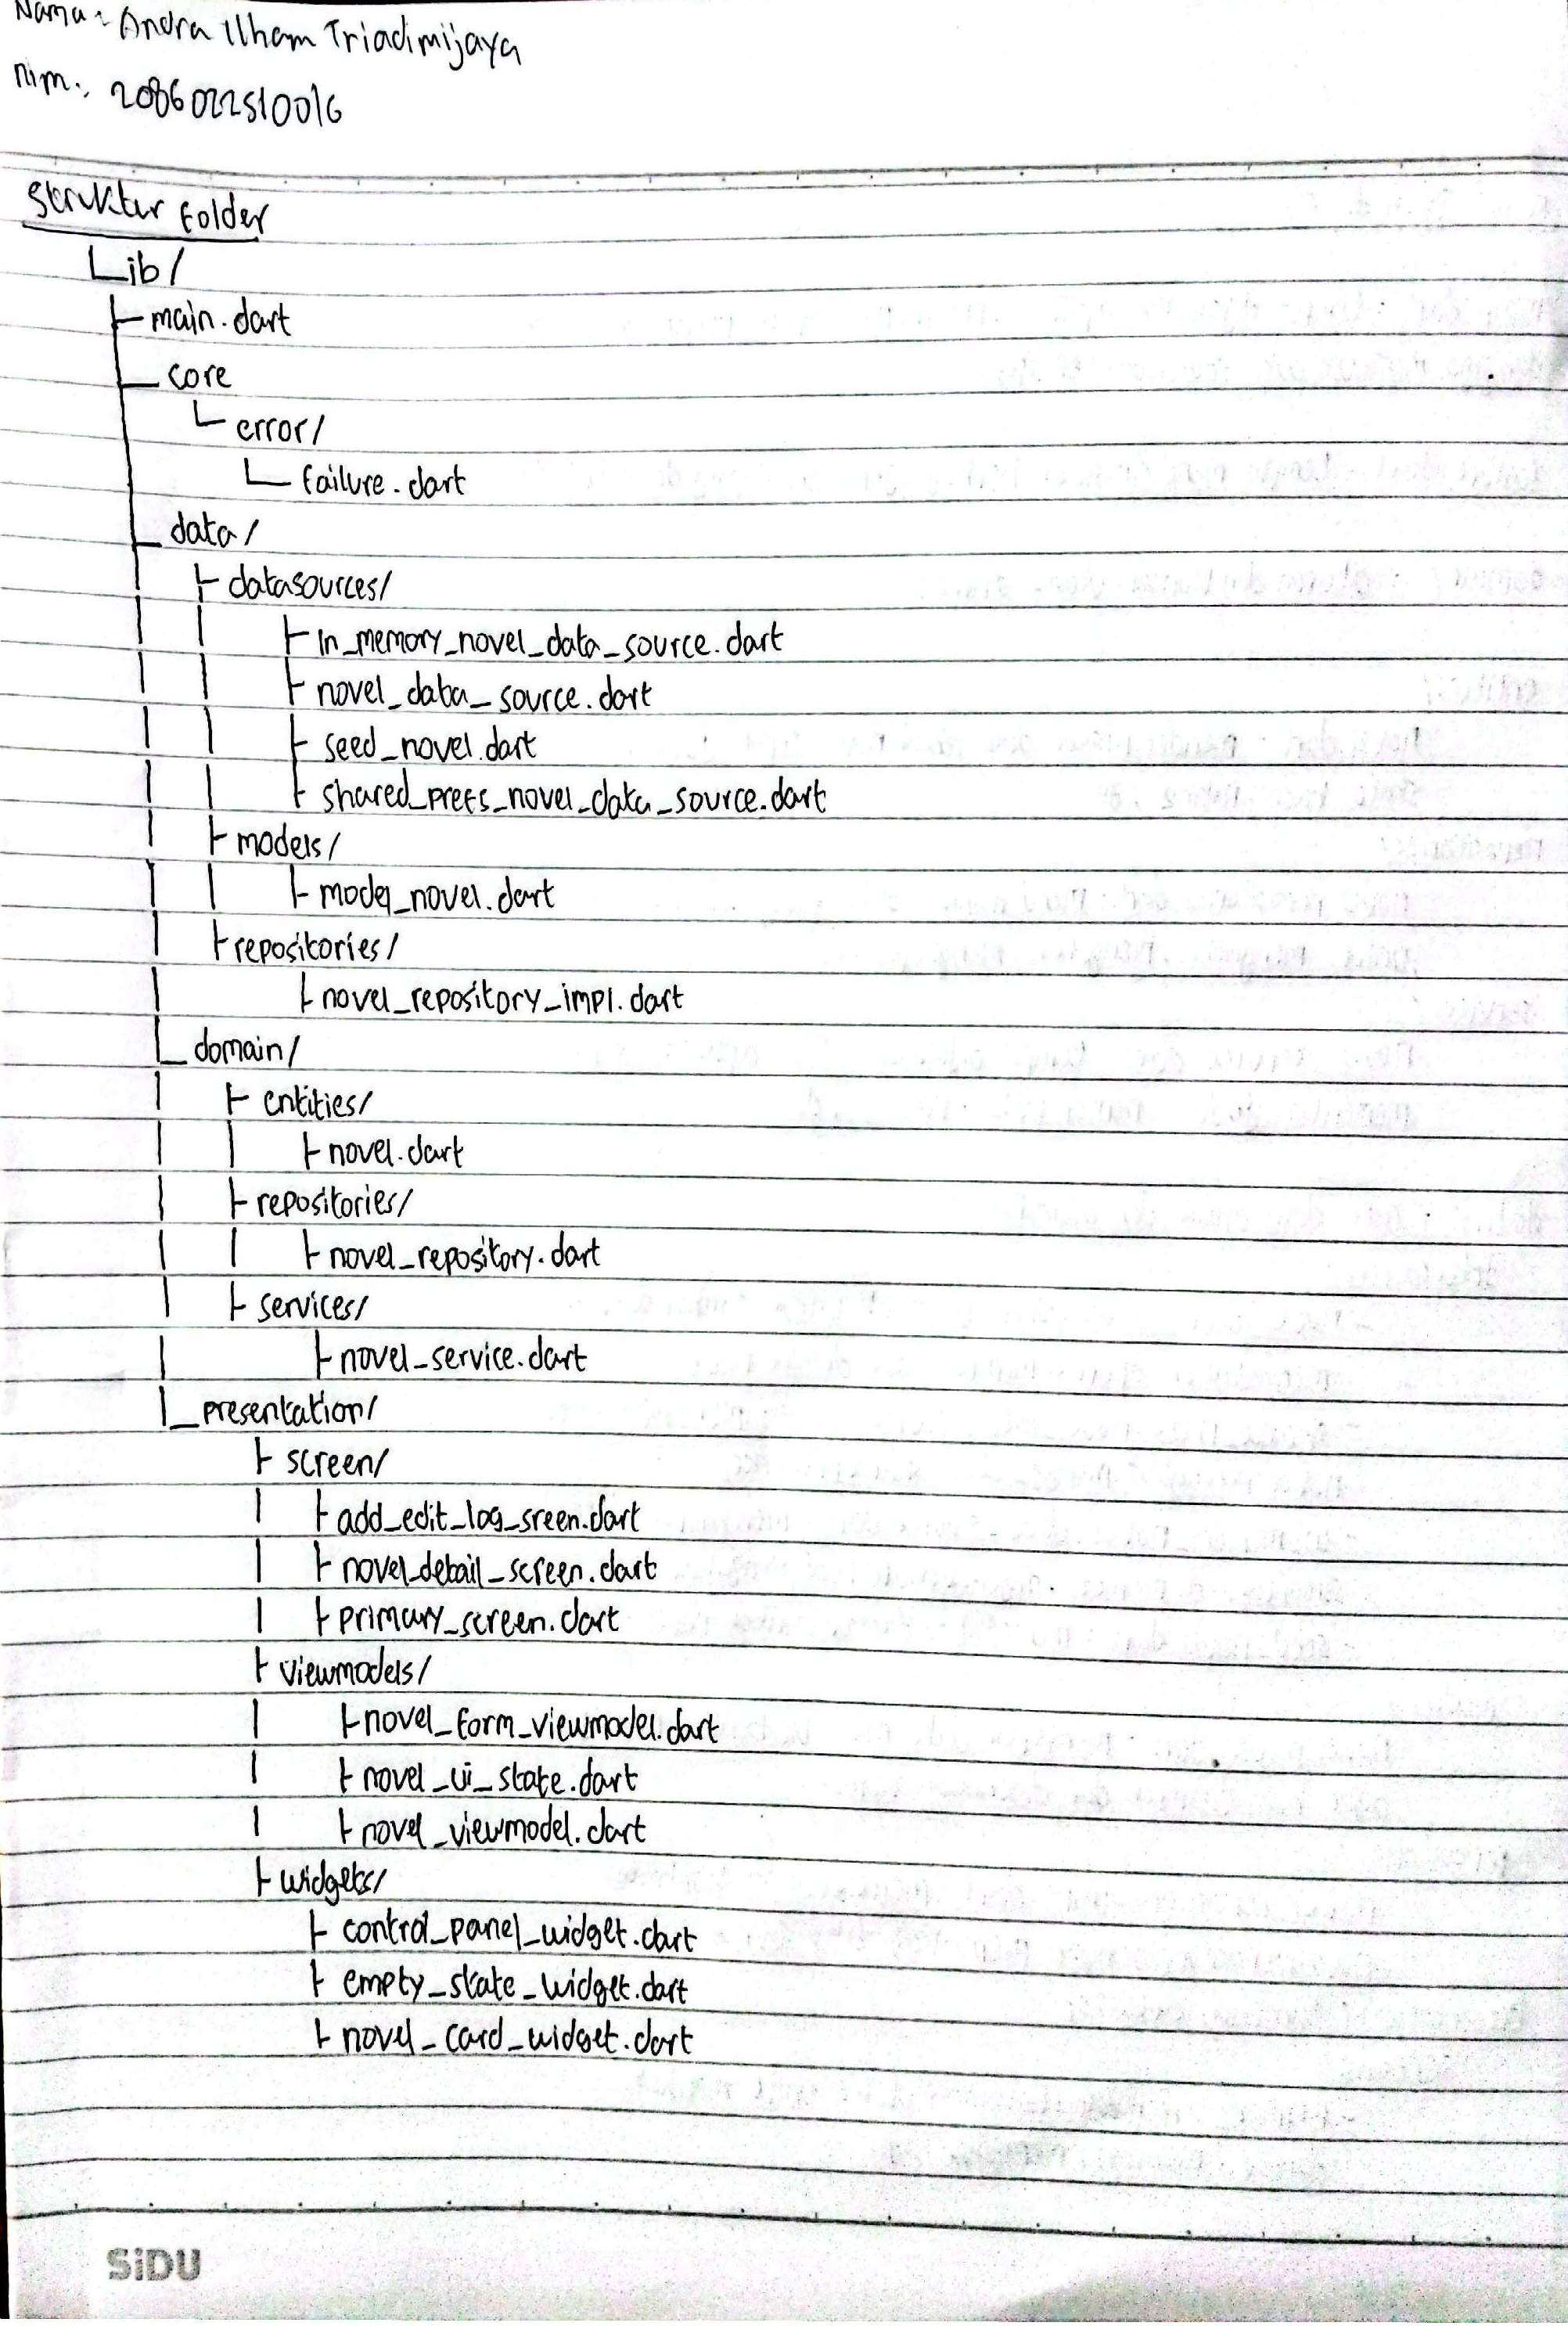 Nama : Andra Ilham Triadimijaya
nim :
Struktur Folder
Lib/
├ main.dart
├ core
└ error/
└ failure.dart
├ data/
├ datasources/
├ in_memory_novel_data_source.dart
├ novel_data_source.dart
├ seed_novel.dart
├ shared_prefs_novel_data_source.dart
├ models/
├ model_novel.dart
├ repositories/
├ novel_repository_impl.dart
├ domain/
├ entities/
├ novel.dart
├ repositories/
├ novel_repository.dart
├ services/
├ novel_service.dart
└ presentation/
├ screen/
├ add_edit_log_sreen.dart
├ novel_detail_screen.dart
├ primary_screen.dart
├ viewmodels/
├ novel_form_viewmodel.dart
├ novel_ui_state.dart
├ novel_viewmodel.dart
├ widgets/
├ control_panel_widget.dart
├ empty_state_widget.dart
├ novel_card_widget.dart
SiDU